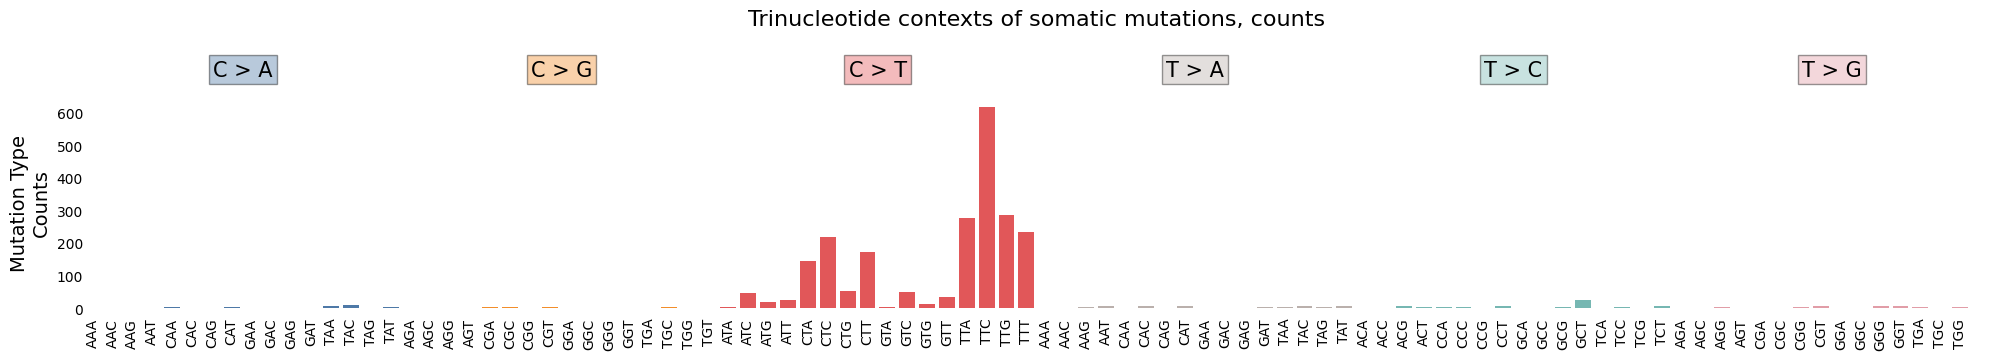 Trinucleotide contexts of somatic mutations, counts
C > A C > G C > T T > A T > C T > G
Mutation Type
Counts
600
500
400
300
200
100
0
AAA AAC AAG AAT CAA CAC CAG CAT GAA GAC GAG GAT TAA TAC TAG TAT AGA AGC AGG AGT CGA CGC CGG CGT GGA GGC GGG GGT TGA TGC TGG TGT ATA ATC ATG ATT CTA CTC CTG CTT GTA GTC GTG GTT TTA TTC TTG TTT AAA AAC AAG AAT CAA CAC CAG CAT GAA GAC GAG GAT TAA TAC TAG TAT ACA ACC ACG ACT CCA CCC CCG CCT GCA GCC GCG GCT TCA TCC TCG TCT AGA AGC AGG AGT CGA CGC CGG CGT GGA GGC GGG GGT TGA TGC TGG